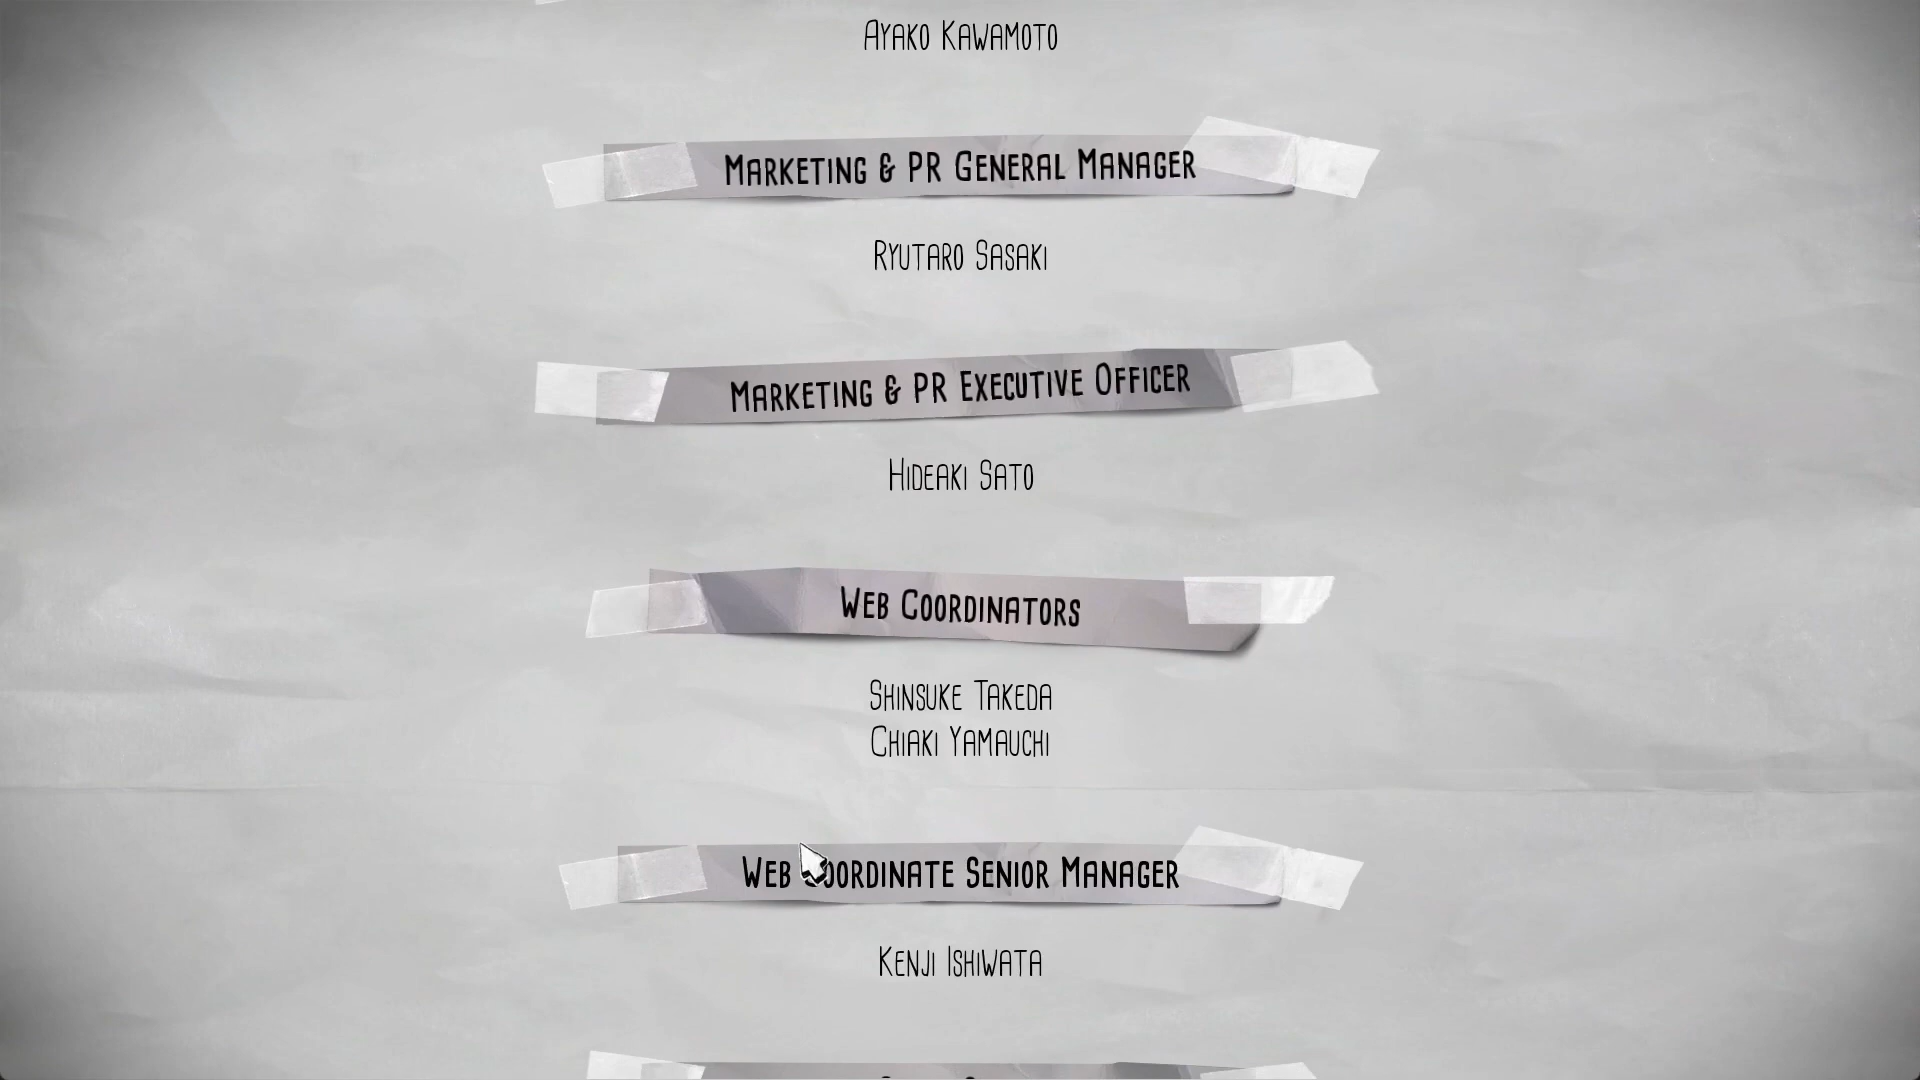 Ayako Kawamoto
Marketing & PR General Manager
Ryutaro Sasaki
Marketing & PR Executive Officer
Hideaki Sato
Web Coordinators
Shinsuke Takeda
Chiaki Yamauchi
Web Coordinate Senior Manager
Kenji Ishiwata